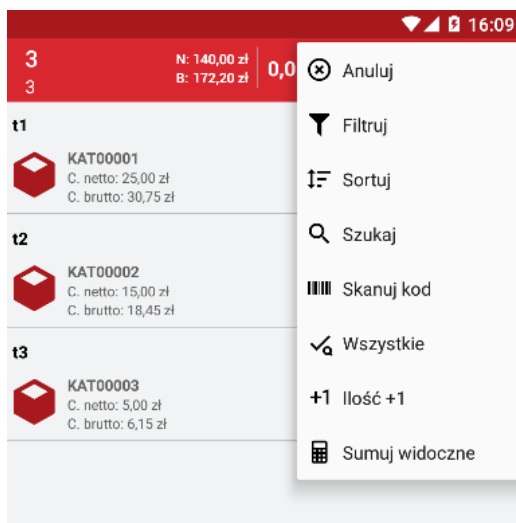 16:09
3
3
N: 140,00 zł
B: 172,20 zł
0,0
t1
KAT00001
C. netto: 25,00 zł
C. brutto: 30,75 zł
t2
KAT00002
C. netto: 15,00 zł
C. brutto: 18,45 zł
t3
KAT00003
C. netto: 5,00 zł
C. brutto: 6,15 zł
Anuluj
Filtruj
Sortuj
Szukaj
Skanuj kod
Wszystkie
+1 Ilość +1
Sumuj widoczne